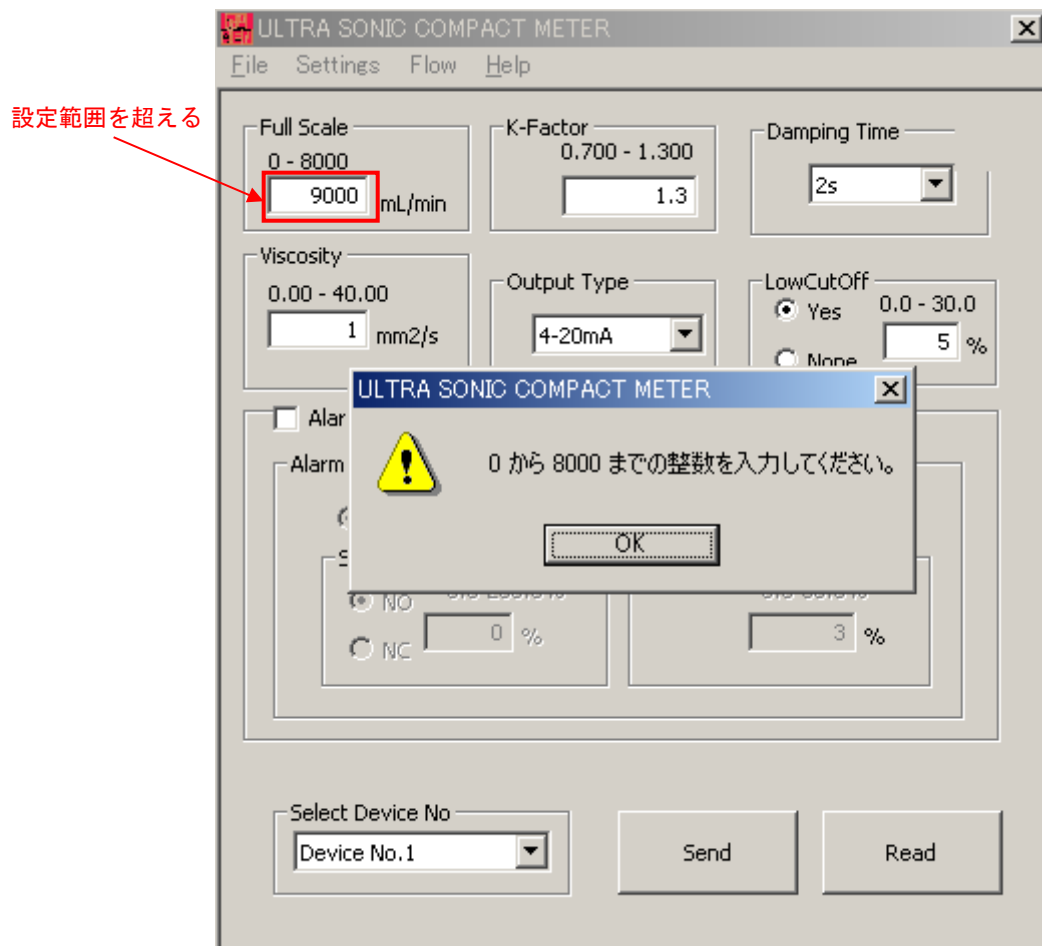 ULTRA SONIC COMPACT METER
File Settings Flow Help
設定範囲を超える
Full Scale
0 - 8000
9000 mL/min
K-Factor
0.700 - 1.300
1.3
Damping Time
2s
Viscosity
0.00 - 40.00
1 mm2/s
Output Type
4-20mA
LowCutOff
Yes 0.0 - 30.0
5 %
None
ULTRA SONIC COMPACT METER
0 から 8000 までの整数を入力してください。
OK
Alar
Alarm
NO
0 %
NC
3 %
Select Device No
Device No.1
Send
Read